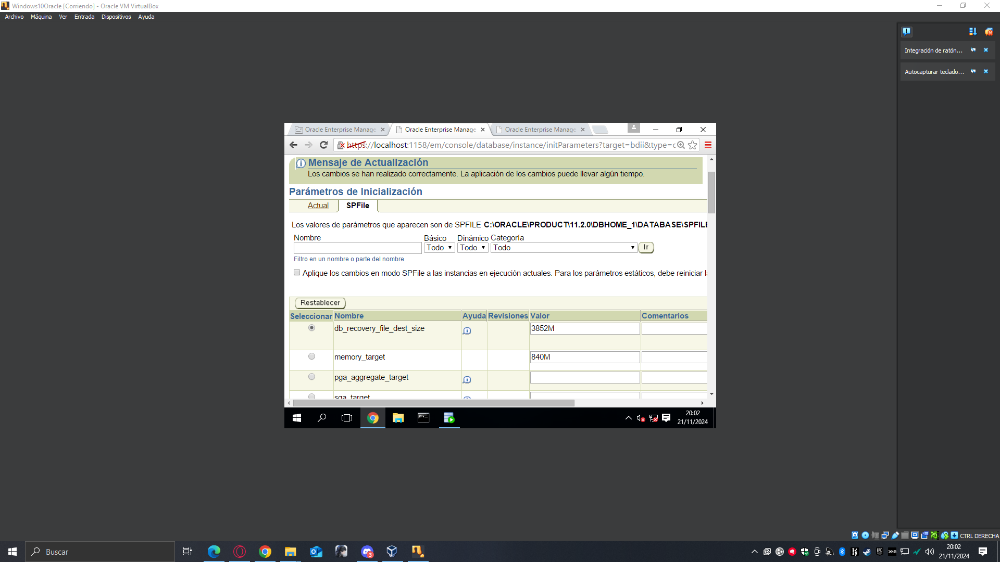 Windows10Oracle [Corriendo] - Oracle VM VirtualBox
Archivo Máquina Ver Entrada Dispositivos Ayuda
Integración de ratón...
Autocapturar teclado...
Oracle Enterprise Manage Oracle Enterprise Manage Oracle Enterprise Manage
https://localhost:1158/em/console/database/instance/initParameters?target=bdii&type=c
Mensaje de Actualización
Los cambios se han realizado correctamente. La aplicación de los cambios puede llevar algún tiempo.
Parámetros de Inicialización
Actual SPFile
Los valores de parámetros que aparecen son de SPFILE C:\ORACLE\PRODUCT\11.2.0\DBHOME_1\DATABASE\SPFILE
Nombre Básico Dinámico Categoría
Todo Todo Todo Ir
Filtro en un nombre o parte del nombre
Aplique los cambios en modo SPFile a las instancias en ejecución actuales. Para los parámetros estáticos, debe reiniciar
Restablecer
Seleccionar Nombre Ayuda Revisiones Valor Comentarios
db_recovery_file_dest_size 3852M
memory_target 840M
pga_aggregate_target
sga_target
20:02
21/11/2024
CTRL DERECHA
Buscar
3
20:02
21/11/2024